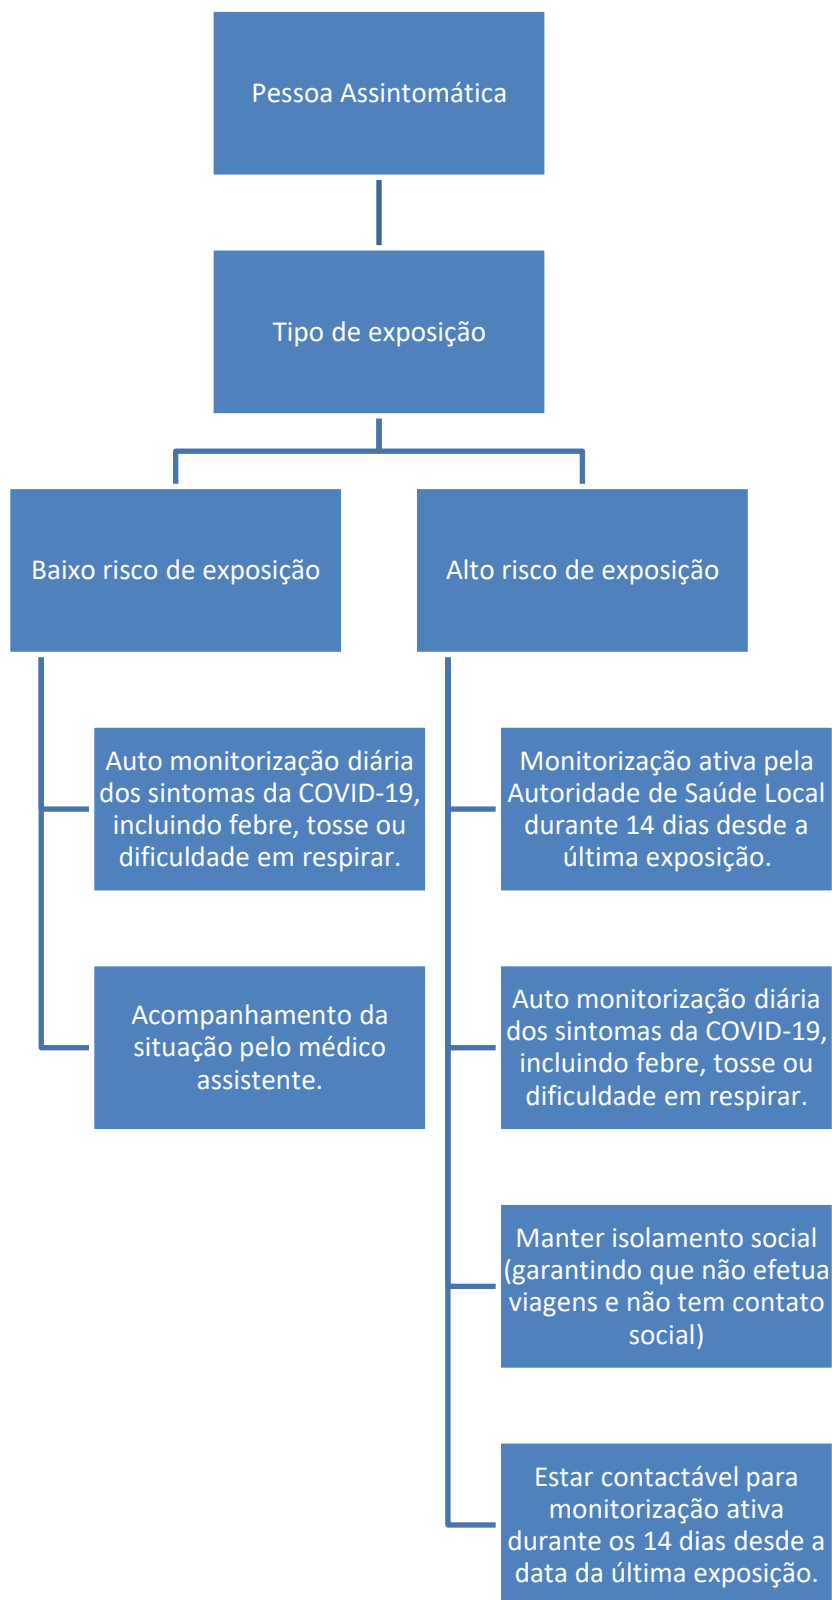 Pessoa Assintomática
Tipo de exposição
Baixo risco de exposição
Alto risco de exposição
Auto monitorização diária
dos sintomas da COVID-19,
incluindo febre, tosse ou
dificuldade em respirar.
Acompanhamento da
situação pelo médico
assistente.
Monitorização ativa pela
Autoridade de Saúde Local
durante 14 dias desde a
última exposição.
Auto monitorização diária
dos sintomas da COVID-19,
incluindo febre, tosse ou
dificuldade em respirar.
Manter isolamento social
(garantindo que não efetua
viagens e não tem contato
social)
Estar contactável para
monitorização ativa
durante os 14 dias desde a
data da última exposição.